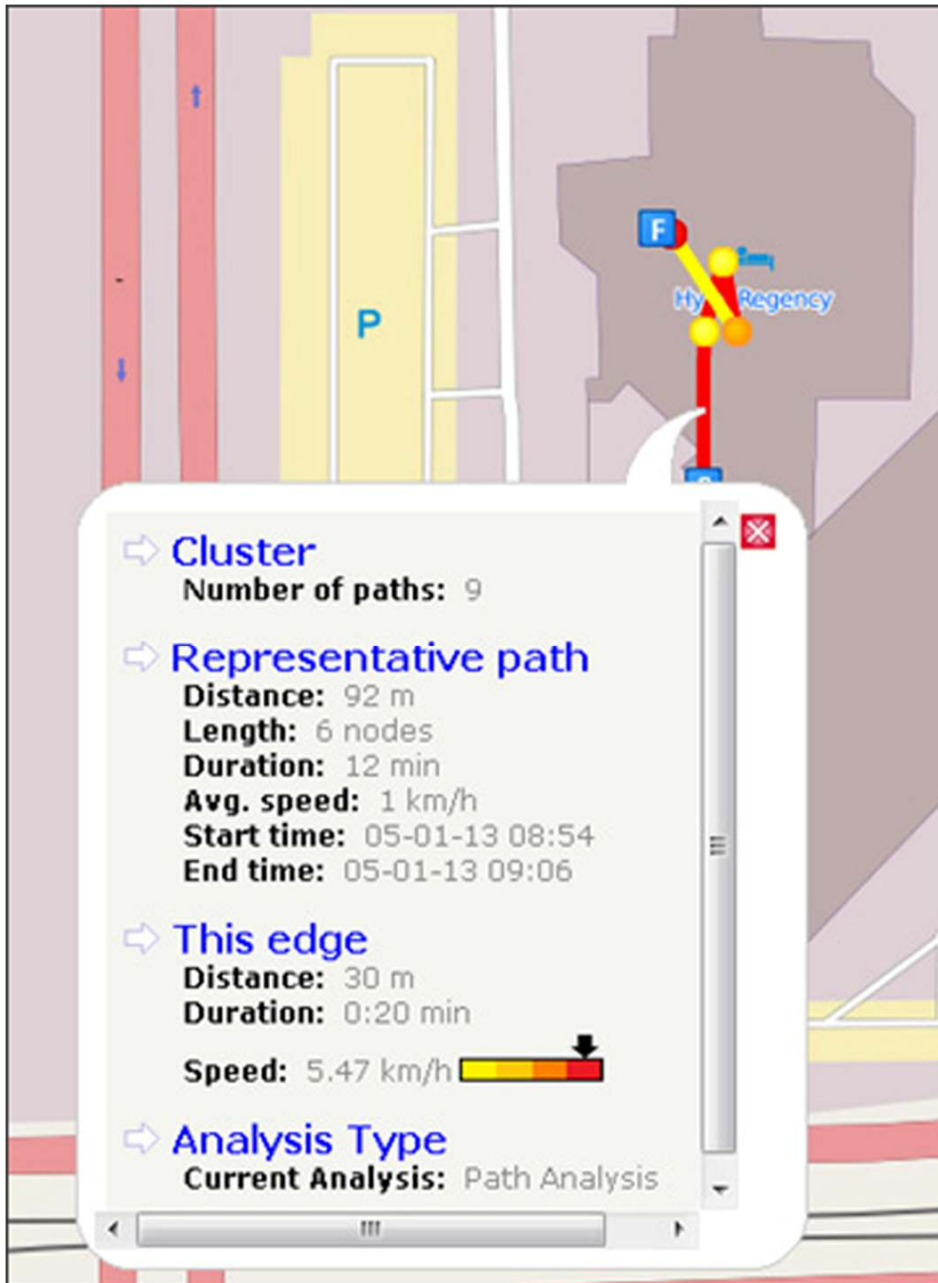 F
Hy Regency
P
Cluster
Number of paths: 9
Representative path
Distance: 92 m
Length: 6 nodes
Duration: 12 min
Avg. speed: 1 km/h
Start time: 05-01-13 08:54
End time: 05-01-13 09:06
This edge
Distance: 30 m
Duration: 0:20 min
Speed: 5.47 km/h
Analysis Type
Current Analysis: Path Analysis